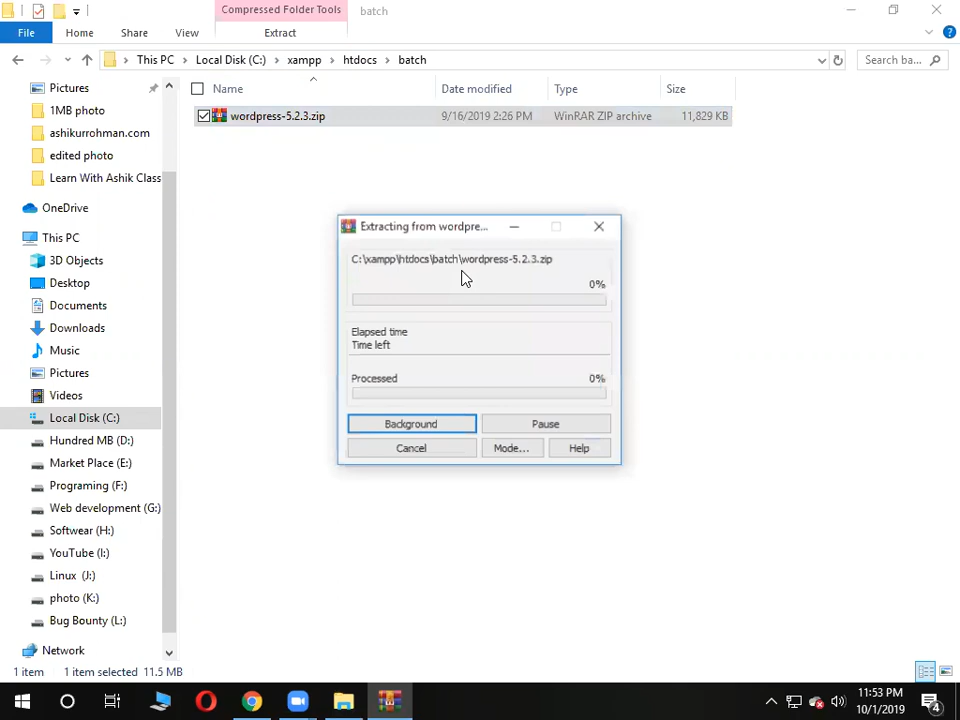 Compressed Folder Tools
batch
File
Home
Share
View
Extract
This PC
Local Disk (C:)
xampp
htdocs
batch
Search ba...
Name
Date modified
Type
Size
wordpress-5.2.3.zip
9/16/2019 2:26 PM
WinRAR ZIP archive
11,829 KB
Pictures
1MB photo
ashikurrohman.com
edited photo
Learn With Ashik Class
OneDrive
This PC
3D Objects
Desktop
Documents
Downloads
Music
Pictures
Videos
Local Disk (C:)
Hundred MB (D:)
Market Place (E:)
Programing (F:)
Web development (G:)
Softwear (H:)
YouTube (I:)
Linux (J:)
photo (K:)
Bug Bounty (L:)
Network
Extracting from wordpre...
C:\xampp\htdocs\batch\wordpress-5.2.3.zip
0%
Elapsed time
Time left
Processed
0%
Background
Pause
Cancel
Mode...
Help
1 item
1 item selected 11.5 MB
11:53 PM
10/1/2019
4